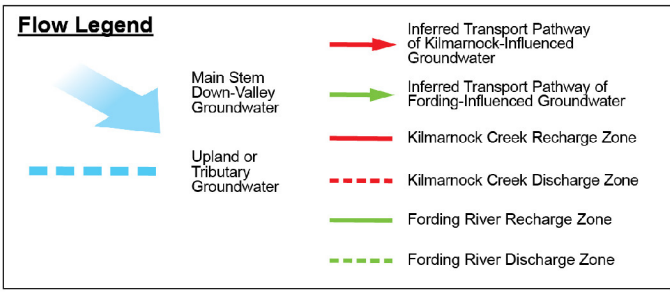 Flow Legend
Main Stem
Down-Valley
Groundwater
Upland or
Tributary
Groundwater
Inferred Transport Pathway
of Kilmarnock-Influenced
Groundwater
Inferred Transport Pathway of
Fording-Influenced Groundwater
Kilmarnock Creek Recharge Zone
Kilmarnock Creek Discharge Zone
Fording River Recharge Zone
Fording River Discharge Zone